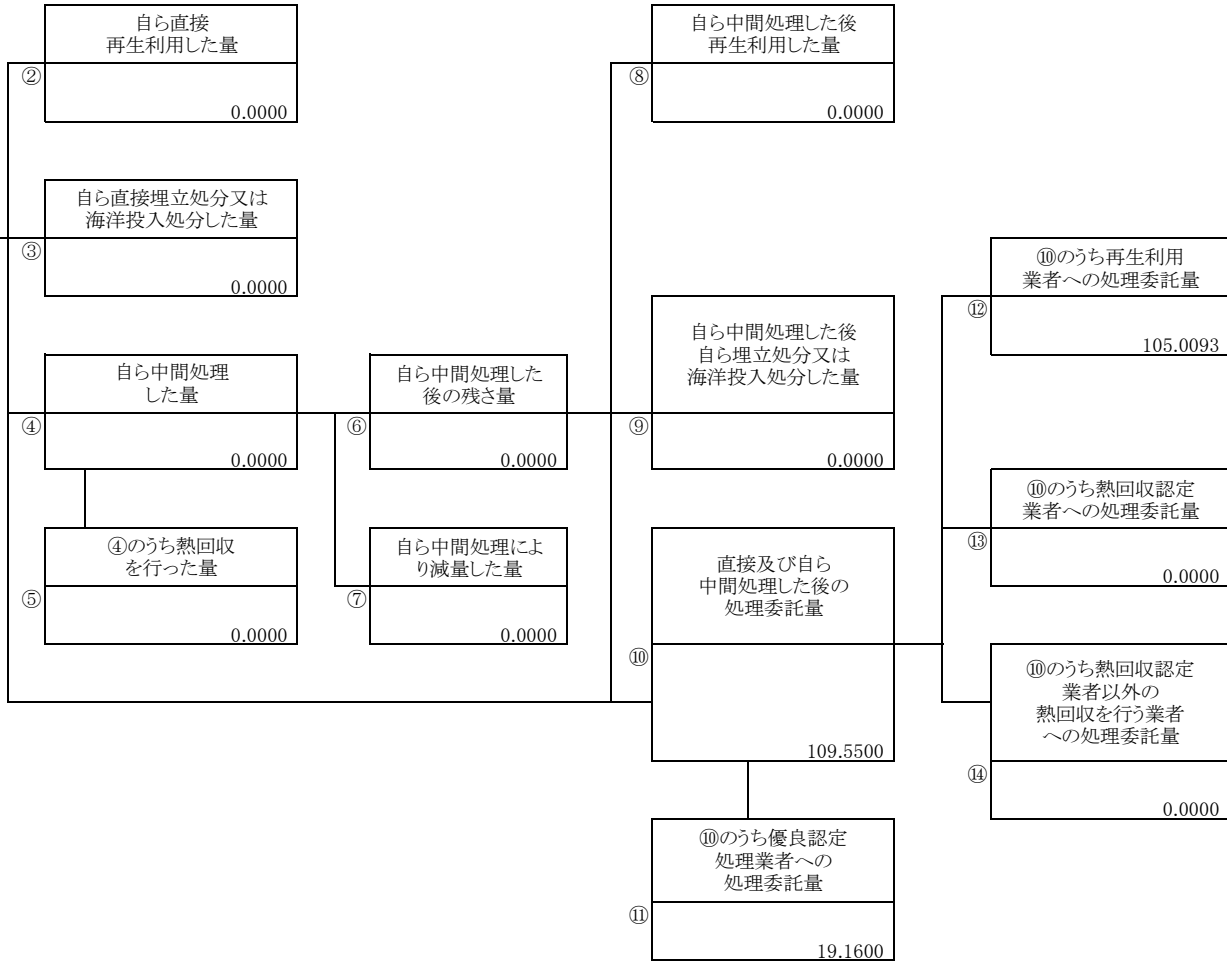 自ら直接
再生利用した量
②
0.0000
自ら直接埋立処分又は
海洋投入処分した量
③
0.0000
自ら中間処理
した量
④
0.0000
④のうち熱回収
を行った量
⑤
0.0000
自ら中間処理した
後の残さ量
⑥
0.0000
自ら中間処理によ
り減量した量
⑦
0.0000
自ら中間処理した後
再生利用した量
⑧
0.0000
自ら中間処理した後
自ら埋立処分又は
海洋投入処分した量
⑨
0.0000
直接及び自ら
中間処理した後の
処理委託量
⑩
109.5500
⑩のうち優良認定
処理業者への
処理委託量
⑪
19.1600
⑩のうち再生利用
業者への処理委託量
⑫
105.0093
⑩のうち熱回収認定
業者への処理委託量
⑬
0.0000
⑩のうち熱回収認定
業者以外の
熱回収を行う業者
への処理委託量
⑭
0.0000